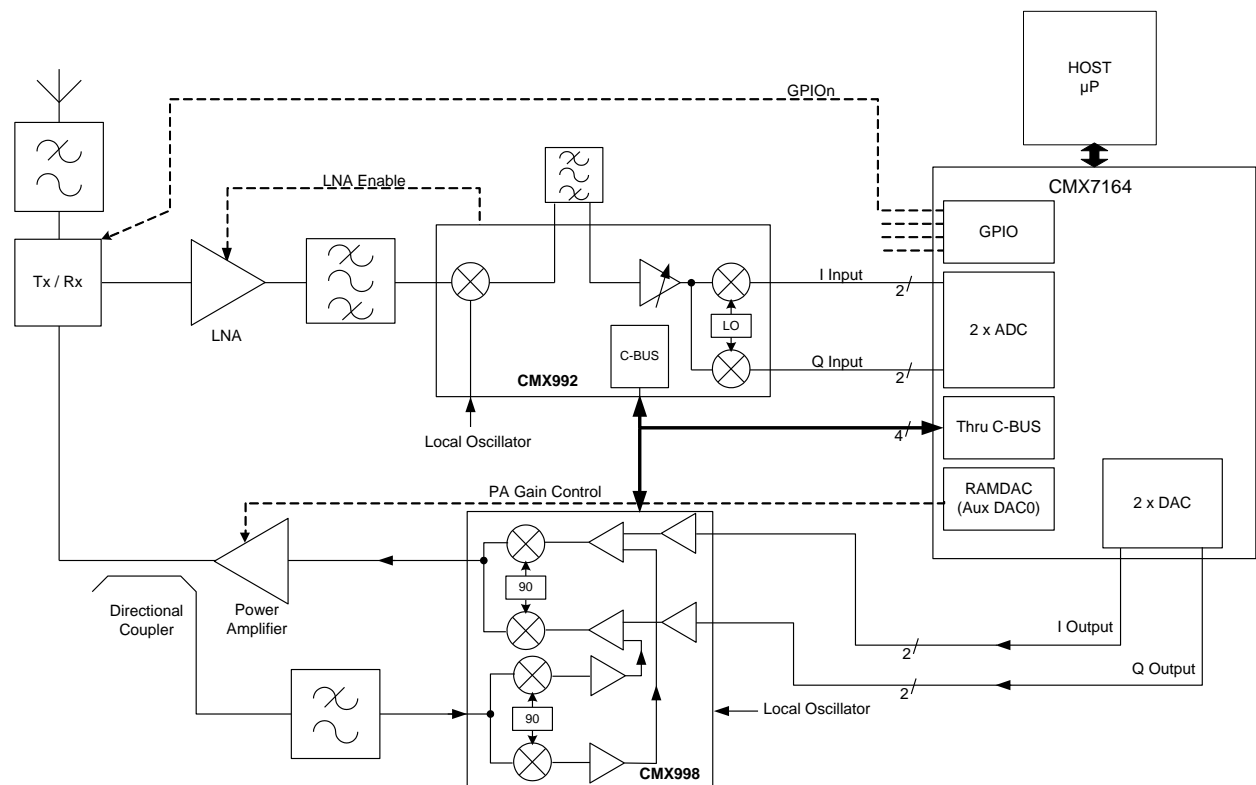 HOST
µP
GPIOn
CMX7164
LNA Enable
GPIO
Tx / Rx
I Input
2
LO
2 x ADC
LNA
C-BUS
Q Input
2
CMX992
Local Oscillator
4
Thru C-BUS
PA Gain Control
RAMDAC
(Aux DAC0)
2 x DAC
90
Directional
Coupler
Power
Amplifier
I Output
2
Q Output
2
90
Local Oscillator
CMX998